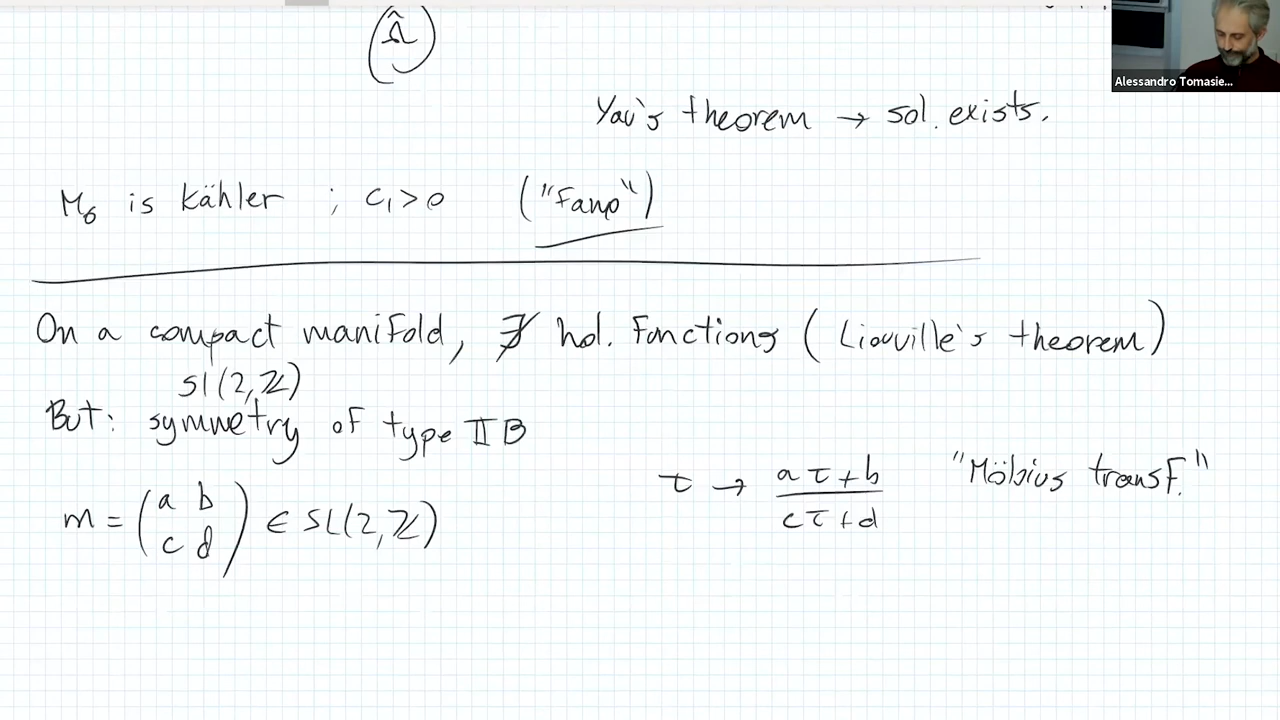 Ω̂
Alessandro Tomasie...
Yau's theorem → sol. exists.
M₆ is Kähler ; c₁ > 0 ("Fano")
On a compact manifold, ∄ hol. functions (Liouville's theorem)
Sl(2,ℤ)
But: symmetry of type IIB
m = (a b
c d) ∈ SL(2,ℤ)
τ → aτ + b / cτ + d "Möbius transf."